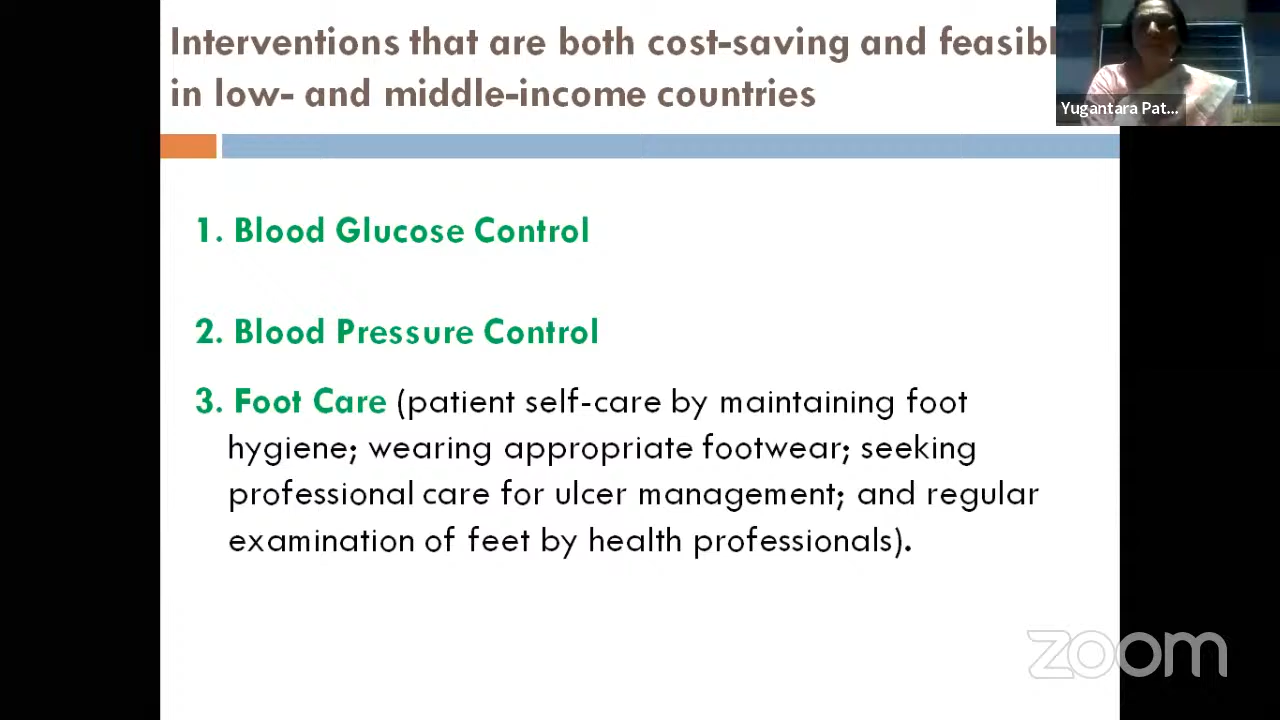 Interventions that are both cost-saving and feasibl
in low- and middle-income countries
Yugantara Pat...
1. Blood Glucose Control
2. Blood Pressure Control
3. Foot Care (patient self-care by maintaining foot
hygiene; wearing appropriate footwear; seeking
professional care for ulcer management; and regular
examination of feet by health professionals).
zoom